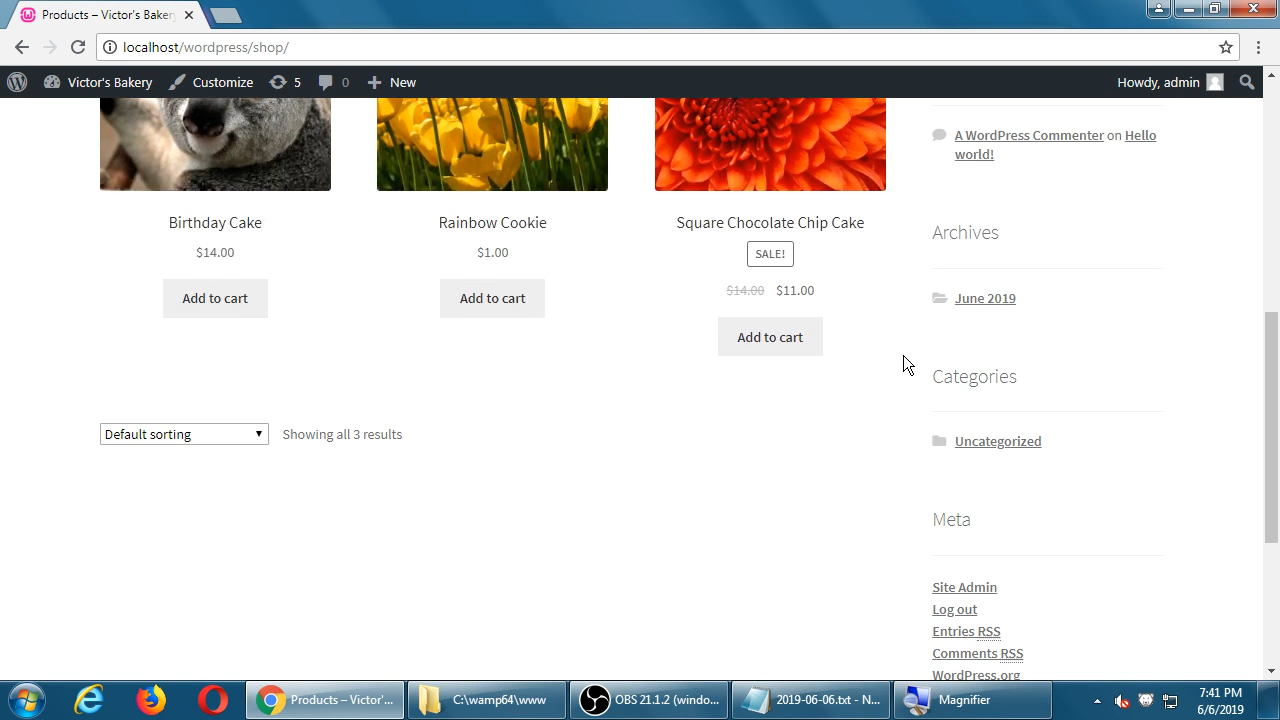 Products – Victor's Baker
localhost/wordpress/shop/
Victor's Bakery
Customize
5
0
New
Howdy, admin
A WordPress Commenter on Hello
world!
Birthday Cake
$14.00
Add to cart
Rainbow Cookie
$1.00
Add to cart
Square Chocolate Chip Cake
SALE!
$14.00 $11.00
Add to cart
Default sorting
Showing all 3 results
Archives
June 2019
Categories
Uncategorized
Meta
Site Admin
Log out
Entries RSS
Comments RSS
WordPress.org
Products – Victor'...
C:\wamp64\www
OBS 21.1.2 (windo...
2019-06-06.txt - N...
Magnifier
7:41 PM
6/6/2019